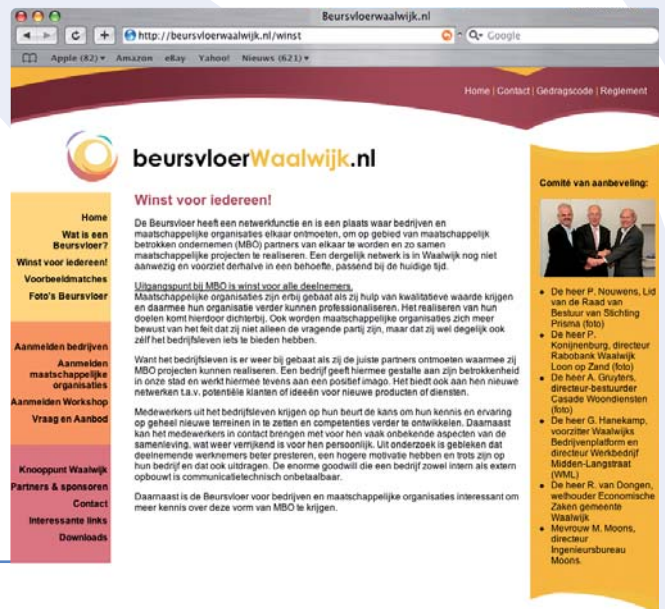 Beursvloerwaalwijk.nl
http://beursvloerwaalwijk.nl/winst
Google
Apple (82) Amazon eBay Yahoo! Nieuws (621)
Home | Contact | Gedragscode | Reglement
beursvloerWaalwijk.nl
Home
Wat is een
Beursvloer?
Winst voor iedereen!
Voorbeeldmatches
Foto's Beursvloer
Aanmelden bedrijven
Aanmelden
maatschappelijke
organisaties
Aanmelden Workshop
Vraag en Aanbod
Knooppunt Waalwijk
Partners & sponsoren
Contact
Interessante links
Downloads
Winst voor iedereen!
De Beursvloer heeft een netwerkfunctie en is een plaats waar bedrijven en
maatschappelijke organisaties elkaar ontmoeten, om op gebied van maatschappelijk
betrokken ondernemen (MBO) partners van elkaar te worden en zo samen
maatschappelijke projecten te realiseren. Een dergelijk netwerk is in Waalwijk nog niet
aanwezig en voorziet derhalve in een behoefte, passend bij de huidige tijd.
Uitgangspunt bij MBO is winst voor alle deelnemers.
Maatschappelijke organisaties zijn erbij gebaat als zij hulp van kwalitatieve waarde krijgen
en daarmee hun organisatie verder kunnen professionaliseren. Het realiseren van hun
doelen komt hierdoor dichterbij. Ook worden maatschappelijke organisaties zich meer
bewust van het feit dat zij niet alleen de vragende partij zijn, maar dat zij wel degelijk ook
zélf het bedrijfsleven iets te bieden hebben.
Want het bedrijfsleven is er weer bij gebaat als zij de juiste partners ontmoeten waarmee zij
MBO projecten kunnen realiseren. Een bedrijf geeft hiermee gestalte aan zijn betrokkenheid
in onze stad en werkt hiermee tevens aan een positief imago. Het biedt ook aan hen nieuwe
netwerken t.a.v. potentiële klanten of ideeën voor nieuwe producten of diensten.
Medewerkers uit het bedrijfsleven krijgen op hun beurt de kans om hun kennis en ervaring
op geheel nieuwe terreinen in te zetten en competenties verder te ontwikkelen. Daarnaast
kan het medewerkers in contact brengen met voor hen vaak onbekende aspecten van de
samenleving, wat weer verrijkend is voor hen persoonlijk. Uit onderzoek is gebleken dat
deelnemende werknemers beter presteren, een hogere motivatie hebben en trots zijn op
hun bedrijf en dat ook uitdragen. De enorme goodwill die een bedrijf zowel intern als extern
opbouwt is communicatietechnisch onbetaalbaar.
Daarnaast is de Beursvloer voor bedrijven en maatschappelijke organisaties interessant om
meer kennis over deze vorm van MBO te krijgen.
Comité van aanbeveling:
De heer P. Nouwens, Lid
van de Raad van
Bestuur van Stichting
Prisma (foto)
De heer P.
Konijnenburg, directeur
Rabobank Waalwijk
Loon op Zand (foto)
De heer A. Gruyters,
directeur-bestuurder
Casade Woondiensten
(foto)
De heer G. Hanekamp,
voorzitter Waalwijks
Bedrijvenplatform en
directeur Werkbedrijf
Midden-Langstraat
(WML)
De heer R. van Dongen,
wethouder Economische
Zaken gemeente
Waalwijk
Mevrouw M. Moons,
directeur
Ingenieursbureau
Moons.